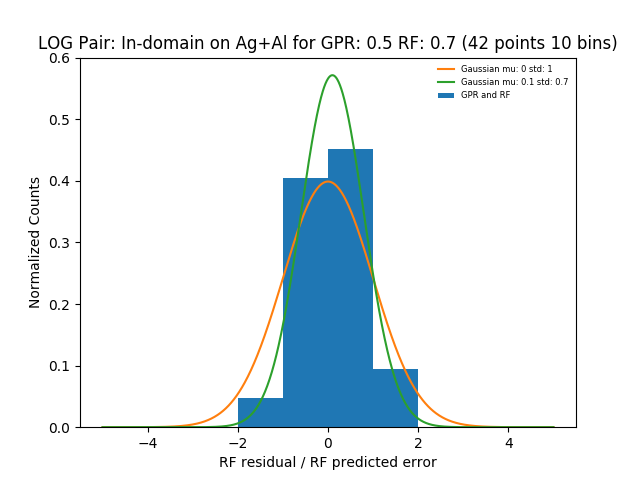 LOG Pair: In-domain on Ag+Al for GPR: 0.5 RF: 0.7 (42 points 10 bins)
Gaussian mu: 0 std: 1
Gaussian mu: 0.1 std: 0.7
GPR and RF
Normalized Counts
0.6
0.5
0.4
0.3
0.2
0.1
0.0
−4
−2
0
2
4
RF residual / RF predicted error